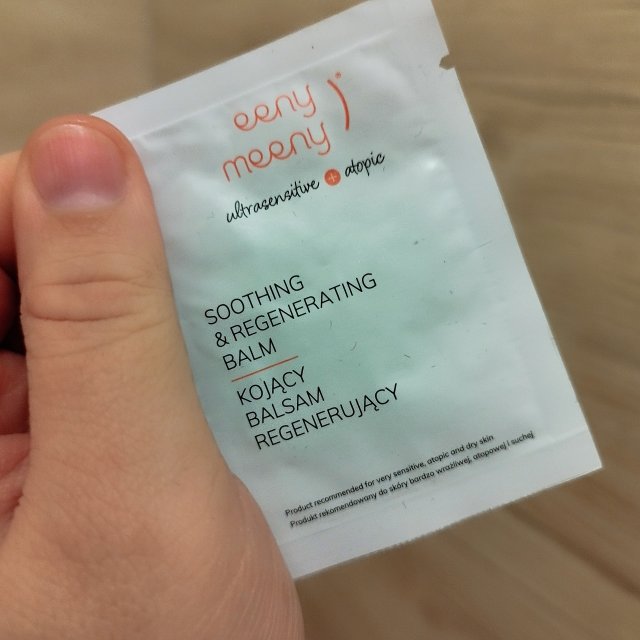 eeny
meeny
ultrasensitive + atopic
SOOTHING
& REGENERATING
BALM
KOJĄCY
BALSAM
REGENERUJĄCY
Product recommended for very sensitive, atopic and dry skin
Produkt rekomendowany do skóry bardzo wrażliwej, atopowej i suchej